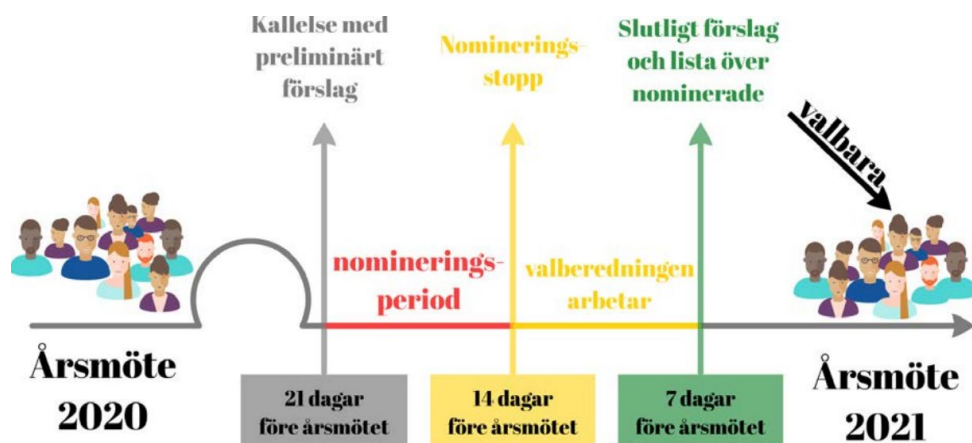 Kallelse med
preliminärt
förslag
Nominerings-
stopp
Slutligt förslag
och lista över
nominerade
valbara
nominerings-
period
valberedningen
arbetar
Årsmöte
2020
21 dagar
före årsmötet
14 dagar
före årsmötet
7 dagar
före årsmötet
Årsmöte
2021